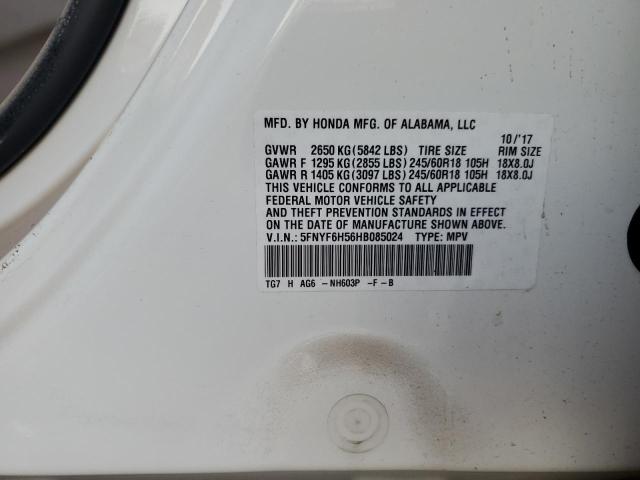 MFD. BY HONDA MFG. OF ALABAMA, LLC
10/'17
GVWR 2650 KG (5842 LBS) TIRE SIZE RIM SIZE
GAWR F 1295 KG (2855 LBS) 245/60R18 105H 18X8.0J
GAWR R 1405 KG (3097 LBS) 245/60R18 105H 18X8.0J
THIS VEHICLE CONFORMS TO ALL APPLICABLE
FEDERAL MOTOR VEHICLE SAFETY
AND THEFT PREVENTION STANDARDS IN EFFECT
ON THE DATE OF MANUFACTURE SHOWN ABOVE.
V.I.N.: 5FNYF6H56HB085024 TYPE: MPV
TG7 H AG6 -NH603P -F-B